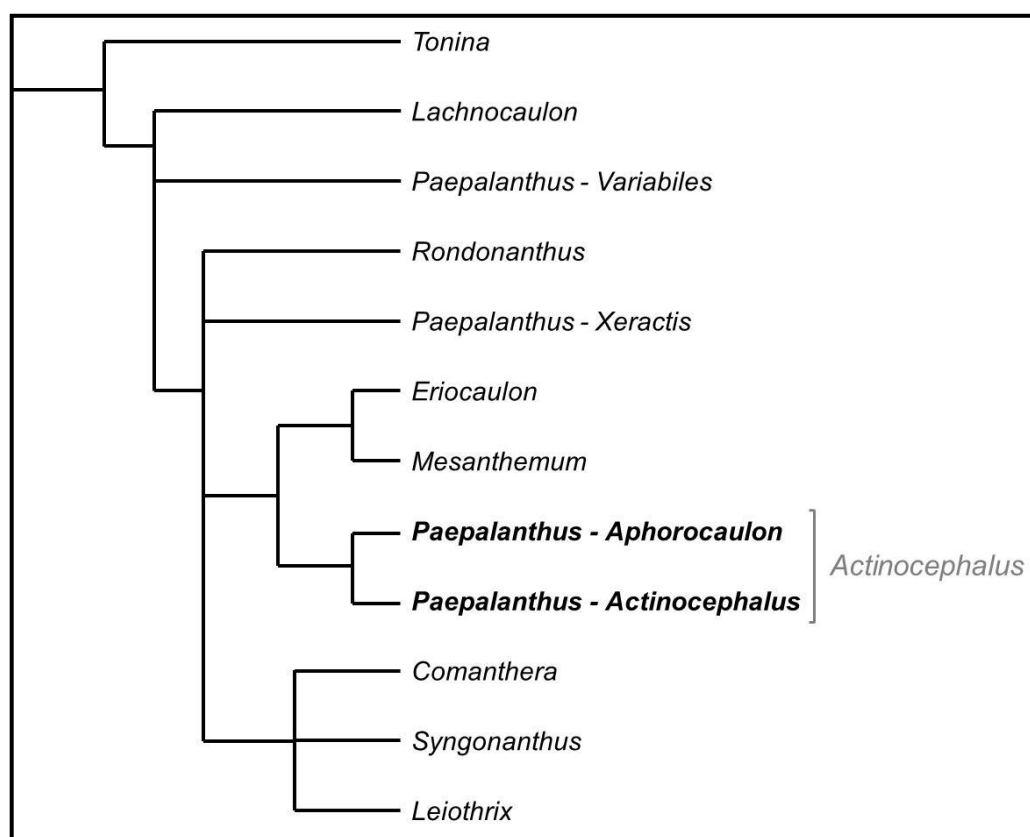 Tonina
Lachnocaulon
Paepalanthus - Variabiles
Rondonanthus
Paepalanthus - Xeractis
Eriocaulon
Mesanthemum
Paepalanthus - Aphorocaulon
Actinocephalus
Paepalanthus - Actinocephalus
Comanthera
Syngonanthus
Leiothrix